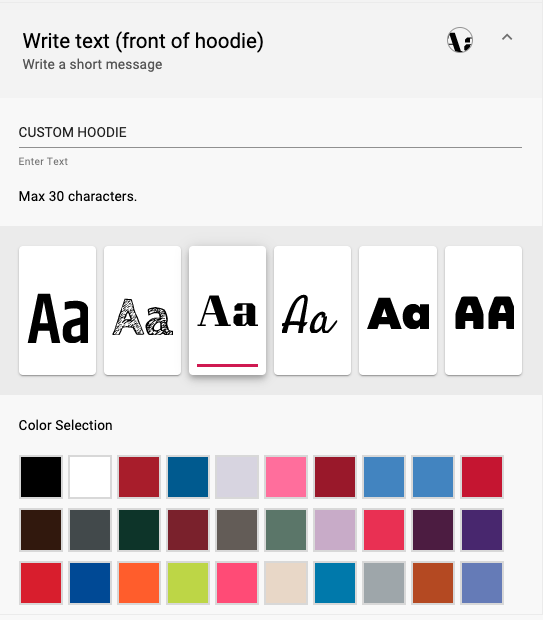 Write text (front of hoodie)
Write a short message
CUSTOM HOODIE
Enter Text
Max 30 characters.
Aa Aa Aa Aa Aa AA
Color Selection